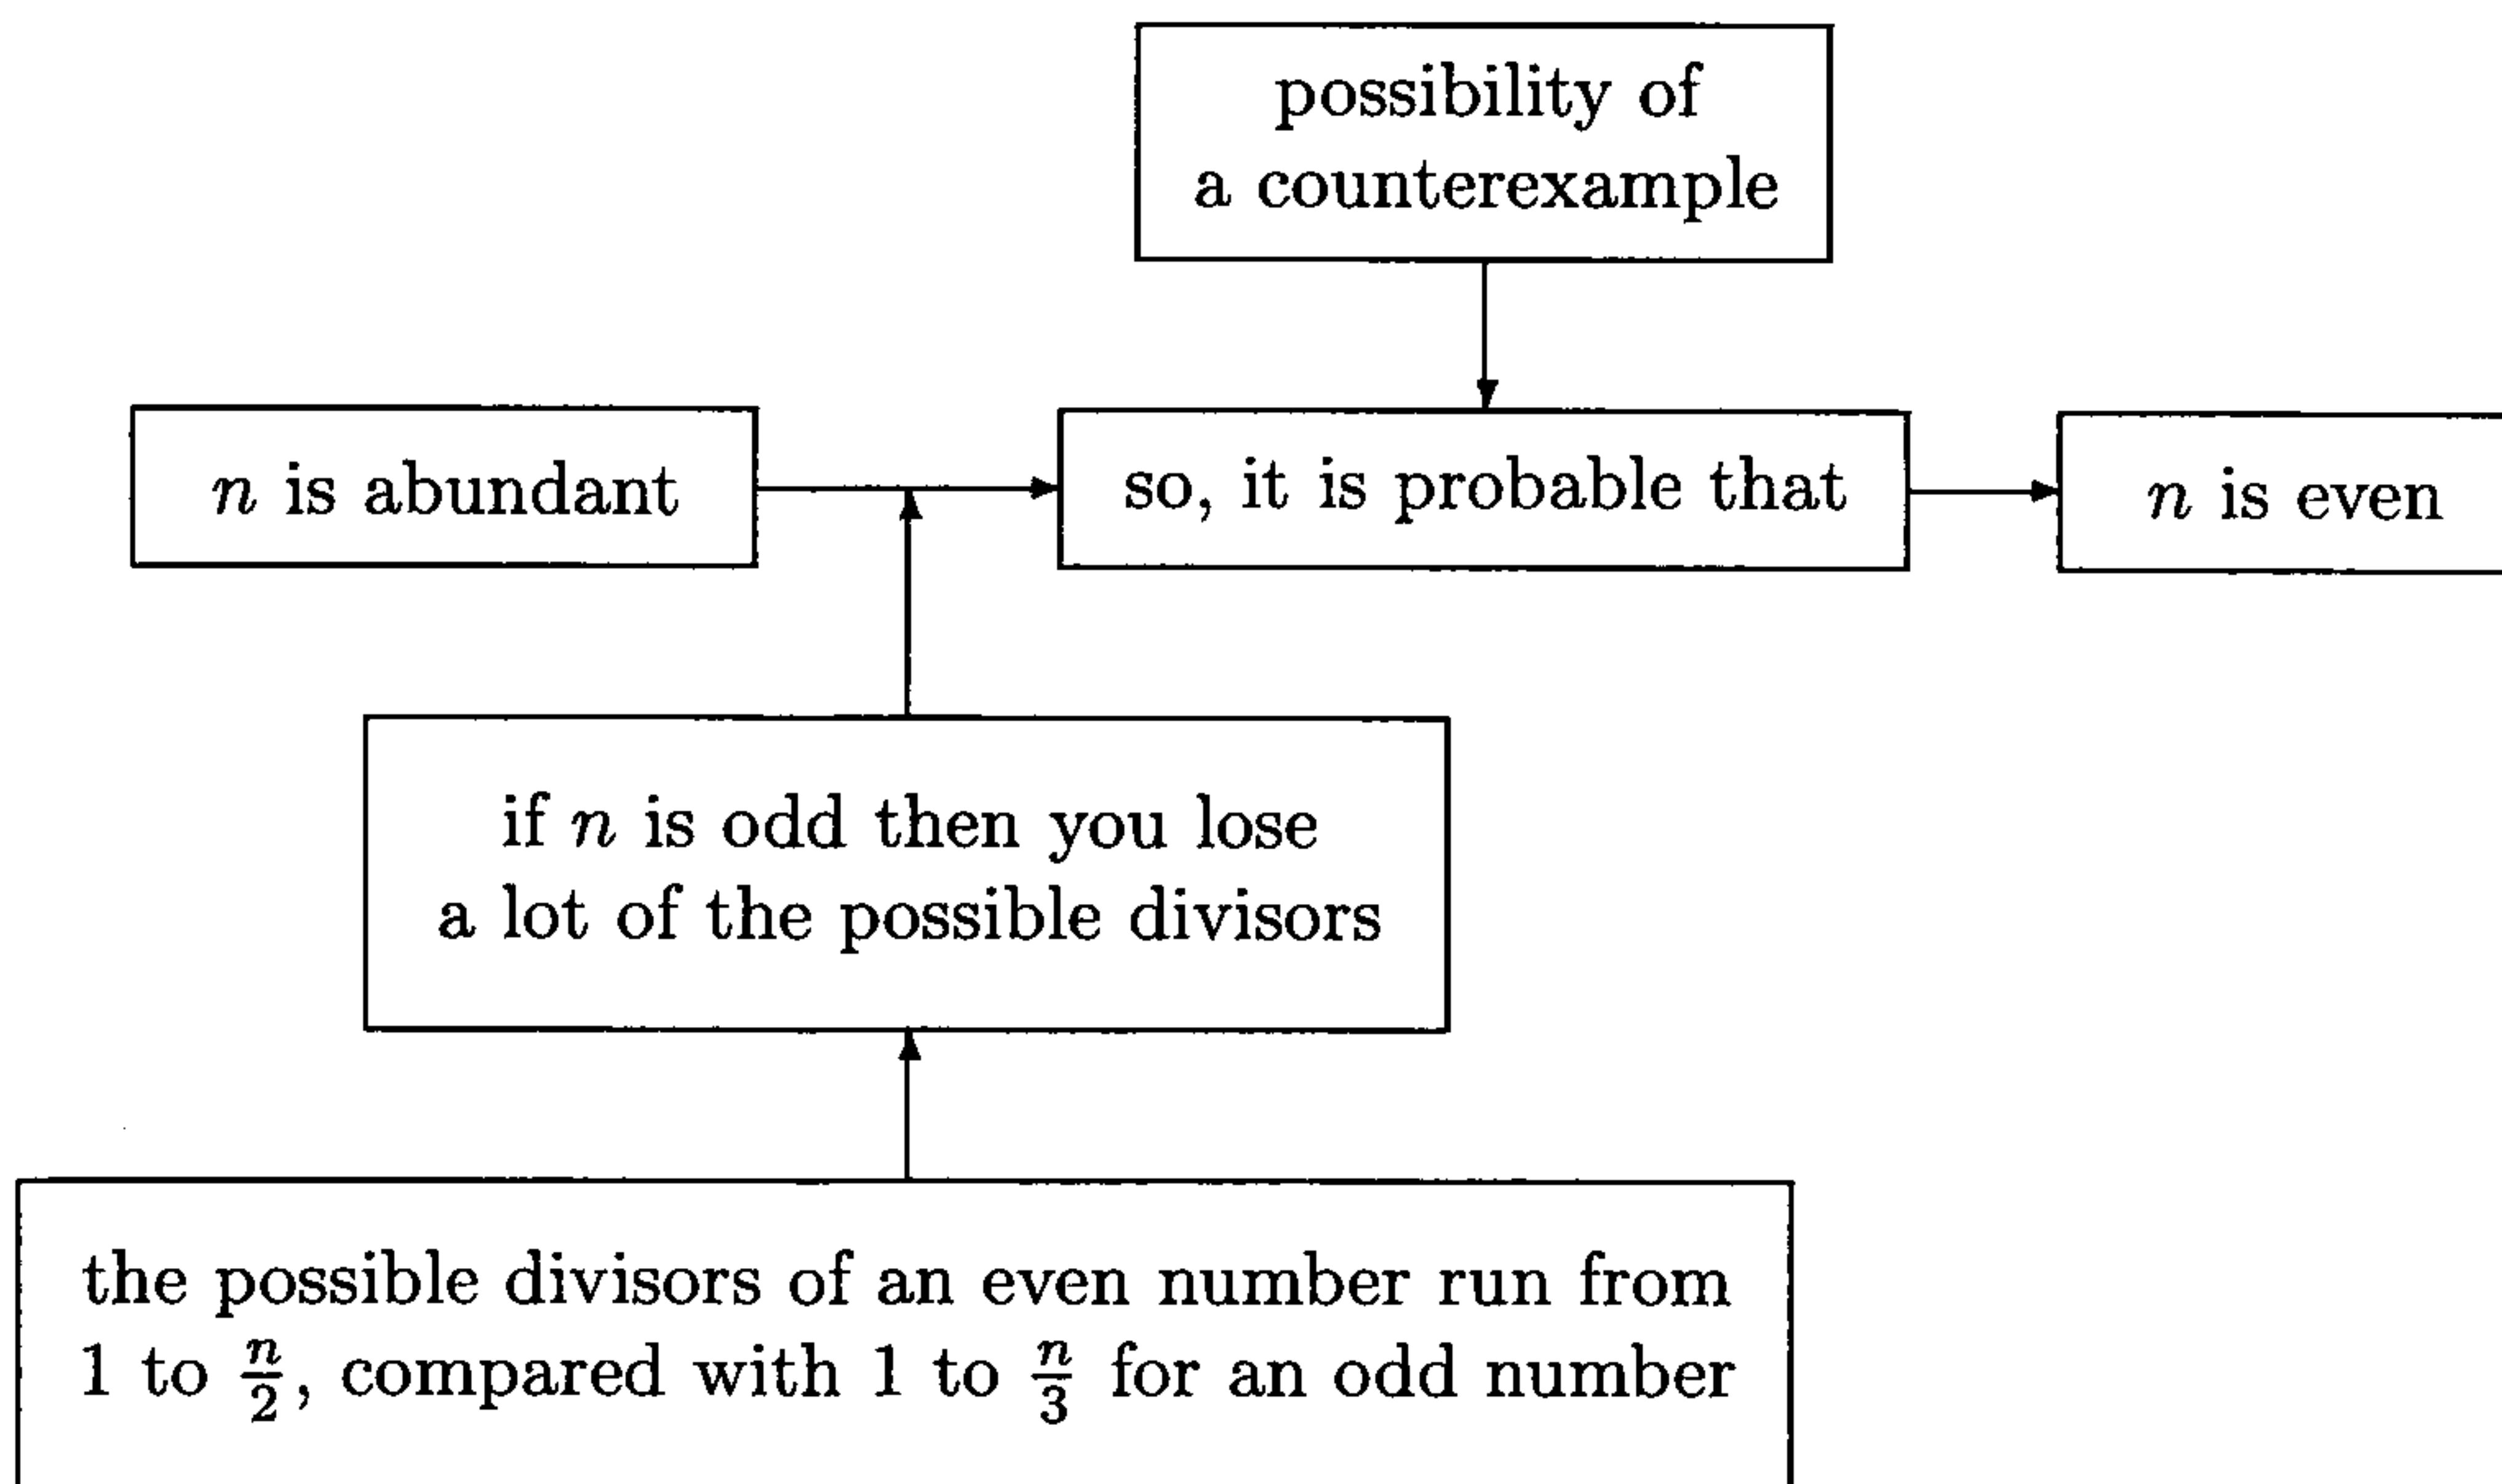 possibility of
a counterexample
n is abundant
so, it is probable that
n is even
if n is odd then you lose
a lot of the possible divisors
the possible divisors of an even number run from
1 to n/2, compared with 1 to n/3 for an odd number